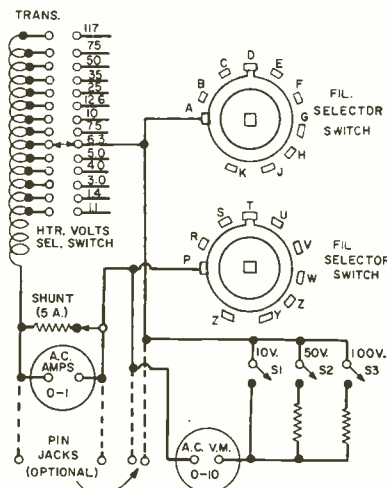 TRANS.
117
75
50
35
25
12.6
10
7.5
6.3
5.0
4.0
3.0
1.4
1.1
HTR. VOLTS
SEL. SWITCH
A
B
C
D
E
F
G
H
J
K
FIL.
SELECTOR
SWITCH
P
R
S
T
U
V
W
Z
Y
Z
FIL
SELECTOR
SWITCH
SHUNT
(5 A.)
A.C.
AMPS
0-1
10V.
S1
50V.
S2
100V.
S3
PIN
JACKS
(OPTIONAL)
A.C. V.M.
0-10